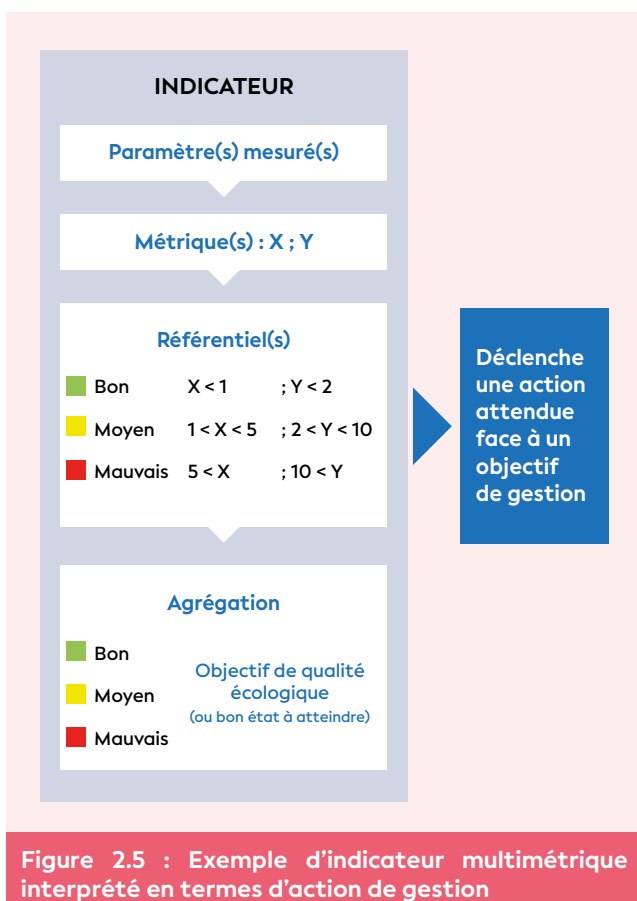 INDICATEUR
Paramètre(s) mesuré(s)
Métrique(s) : X ; Y
Référentiel(s)
Bon X < 1 ; Y < 2
Moyen 1 < X < 5 ; 2 < Y < 10
Mauvais 5 < X ; 10 < Y
Déclenche
une action
attendue
face à un
objectif
de gestion
Agrégation
Bon
Moyen
Mauvais
Objectif de qualité
écologique
(ou bon état à atteindre)
Figure 2.5 : Exemple d’indicateur multimétrique
interprété en termes d’action de gestion